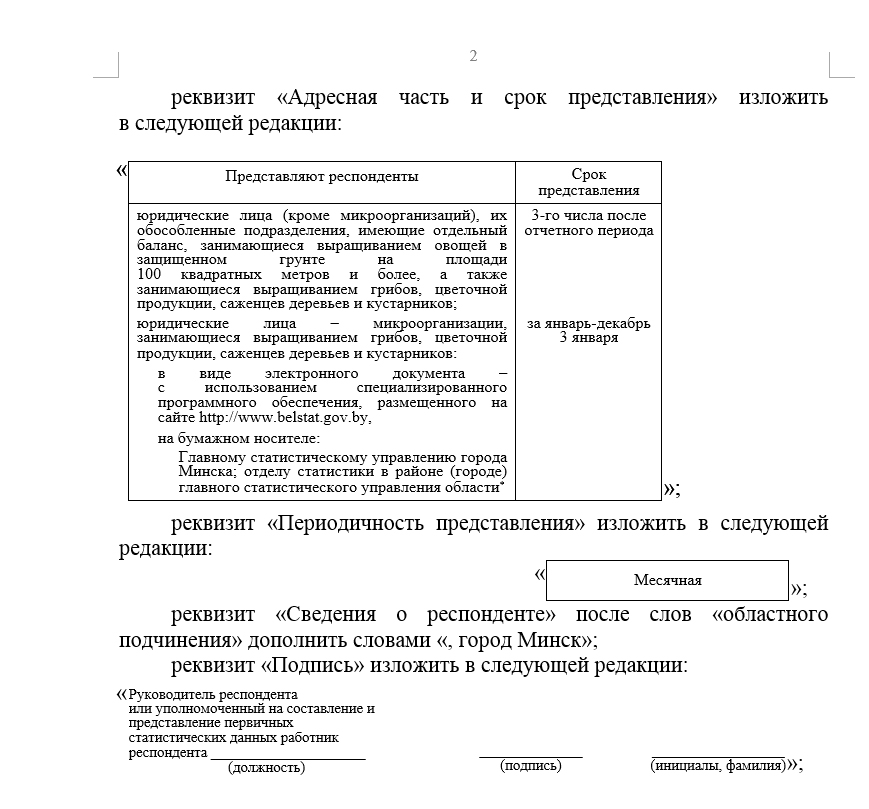 2
реквизит «Адресная часть и срок представления» изложить
в следующей редакции:
«
Представляют респонденты
Срок
представления
юридические лица (кроме микроорганизаций), их
обособленные подразделения, имеющие отдельный
баланс, занимающиеся выращиванием овощей в
защищенном грунте на площади
100 квадратных метров и более, а также
занимающиеся выращиванием грибов, цветочной
продукции, саженцев деревьев и кустарников;
3-го числа после
отчетного периода
юридические лица – микроорганизации,
занимающиеся выращиванием грибов, цветочной
продукции, саженцев деревьев и кустарников:
за январь-декабрь
3 января
в виде электронного документа –
с использованием специализированного
программного обеспечения, размещенного на
сайте http://www.belstat.gov.by,
на бумажном носителе:
Главному статистическому управлению города
Минска; отделу статистики в районе (городе)
главного статистического управления области*
»;
реквизит «Периодичность представления» изложить в следующей
редакции:
« Месячная »;
реквизит «Сведения о респонденте» после слов «областного
подчинения» дополнить словами «, город Минск»;
реквизит «Подпись» изложить в следующей редакции:
«Руководитель респондента
или уполномоченный на составление и
представление первичных
статистических данных работник
респондента ____________________ ______________ __________________
(должность) (подпись) (инициалы, фамилия)»;